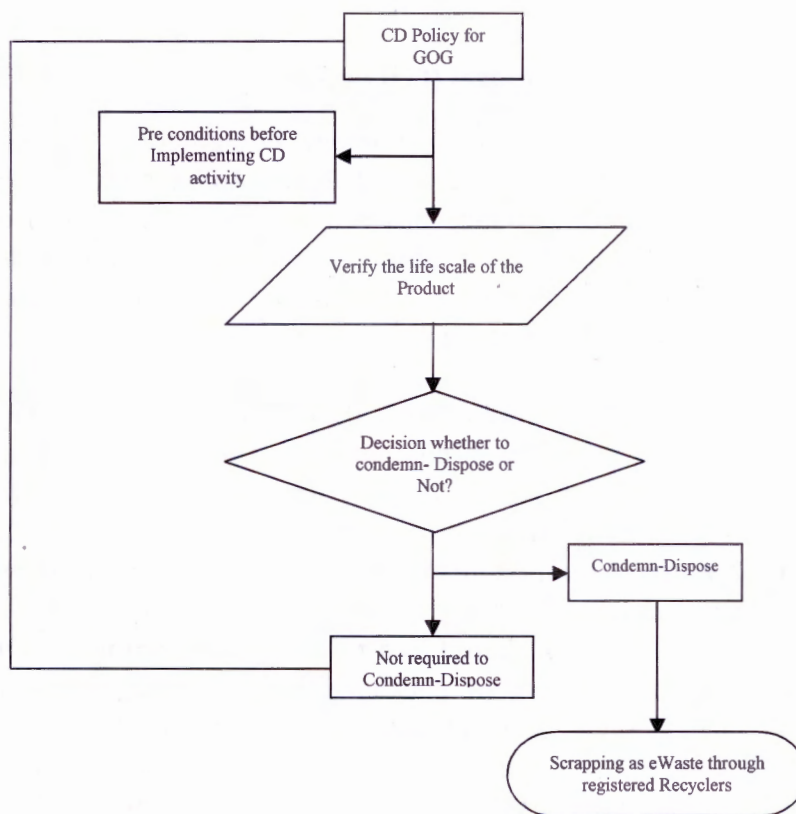 CD Policy for
GOG
Pre conditions before
Implementing CD
activity
Verify the life scale of the
Product
Decision whether to
condemn- Dispose or
Not?
Condemn-Dispose
Not required to
Condemn-Dispose
Scrapping as eWaste through
registered Recyclers